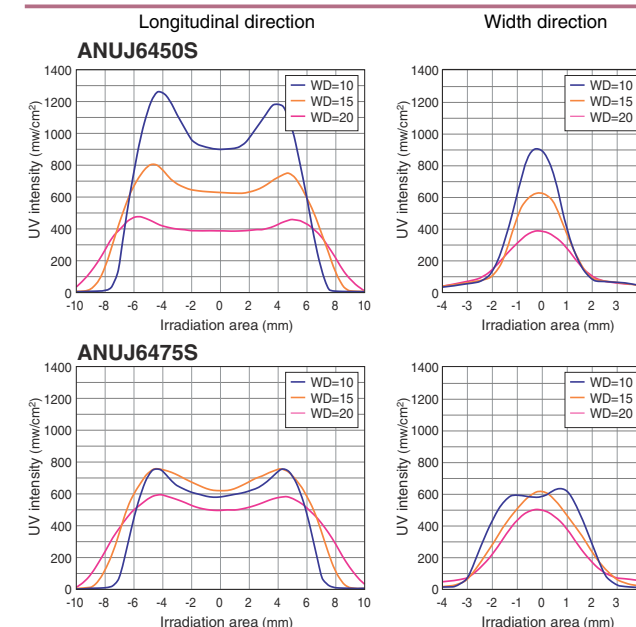 Longitudinal direction
Width direction
ANUJ6450S
UV intensity (mw/cm²)
1400
1200
1000
800
600
400
200
0
-10 -8 -6 -4 -2 0 2 4 6 8 10
Irradiation area (mm)
WD=10
WD=15
WD=20
UV intensity (mw/cm²)
1400
1200
1000
800
600
400
200
0
-4 -3 -2 -1 0 1 2 3
Irradiation area (mm)
WD=10
WD=15
WD=20
ANUJ6475S
UV intensity (mw/cm²)
1400
1200
1000
800
600
400
200
0
-10 -8 -6 -4 -2 0 2 4 6 8 10
Irradiation area (mm)
WD=10
WD=15
WD=20
UV intensity (mw/cm²)
1400
1200
1000
800
600
400
200
0
-4 -3 -2 -1 0 1 2 3
Irradiation area (mm)
WD=10
WD=15
WD=20